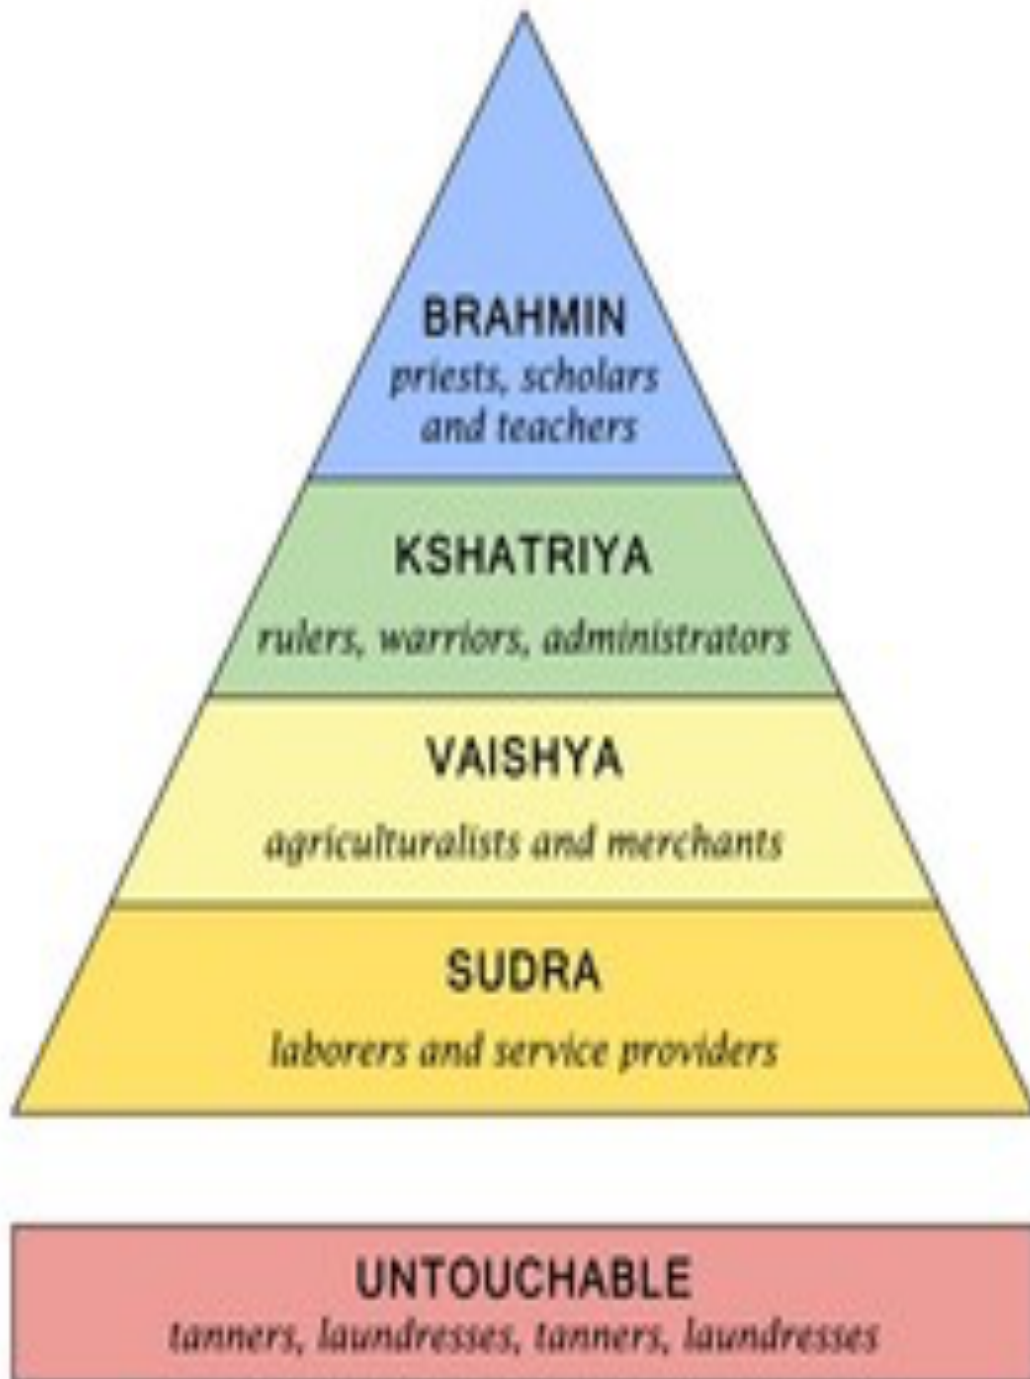 BRAHMIN
priests, scholars
and teachers
KSHATRIYA
rulers, warriors, administrators
VAISHYA
agriculturalists and merchants
SUDRA
laborers and service providers
UNTOUCHABLE
tanners, laundresses, tanners, laundresses